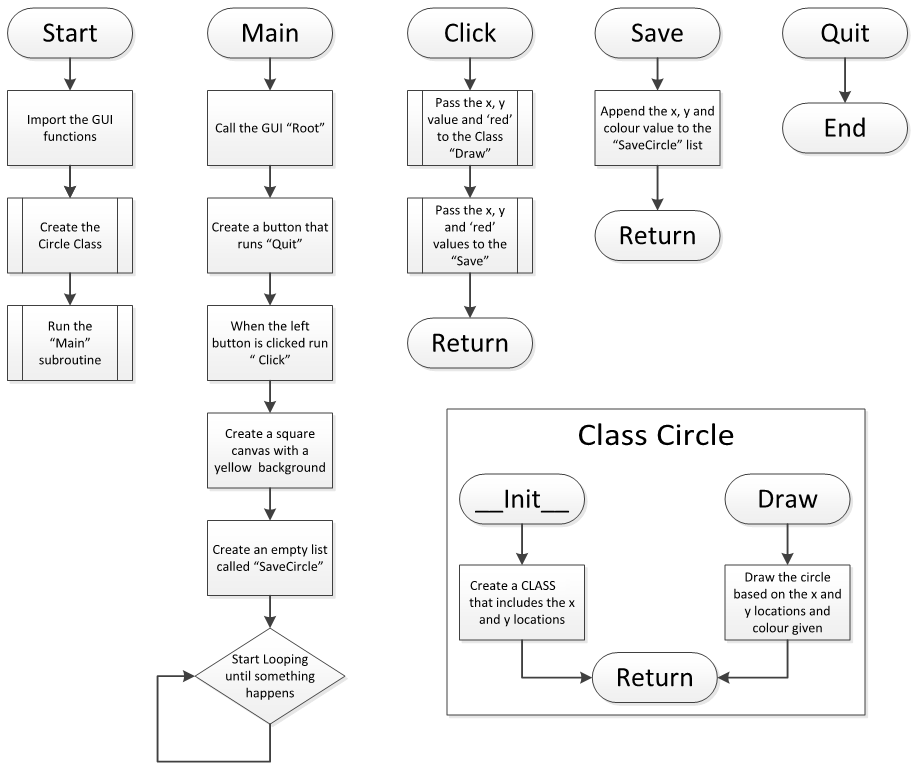 Start
Import the GUI
functions
Create the
Circle Class
Run the
“Main”
subroutine
Main
Call the GUI “Root”
Create a button that
runs “Quit”
When the left
button is clicked run
“ Click”
Create a square
canvas with a
yellow  background
Create an empty list
called “SaveCircle”
Start Looping
until something
happens
Click
Pass the x, y
value and ‘red’
to the Class
“Draw”
Pass the x, y
and ‘red’
values to the
“Save”
Return
Save
Append the x, y and
colour value to the
“SaveCircle” list
Return
Quit
End
Class Circle
__Init__
Create a CLASS
that includes the x
and y locations
Draw
Draw the circle
based on the x and
y locations and
colour given
Return